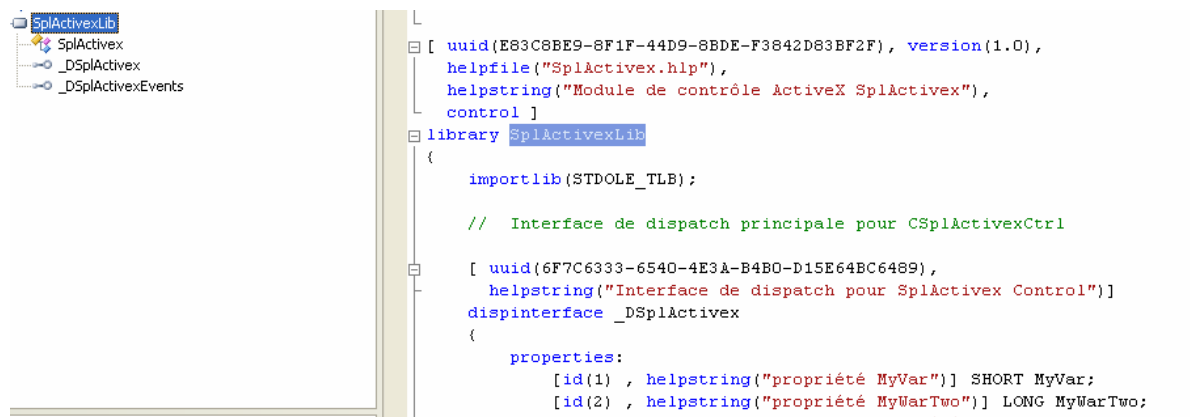 SplActivexLib
SplActivex
_DSplActivex
_DSplActivexEvents
[ uuid(E83C8BE9-8F1F-44D9-8BDE-F3842D83BF2F), version(1.0),
helpfile("SplActivex.hlp"),
helpstring("Module de contrôle ActiveX SplActivex"),
control ]
library SplActivexLib
{
importlib(STDOLE_TLB);
//  Interface de dispatch principale pour CSplActivexCtrl
[ uuid(6F7C6333-6540-4E3A-B4B0-D15E64BC6489),
helpstring("Interface de dispatch pour SplActivex Control")]
dispinterface _DSplActivex
{
properties:
[id(1) , helpstring("propriété MyVar")] SHORT MyVar;
[id(2) , helpstring("propriété MyWarTwo")] LONG MyWarTwo;